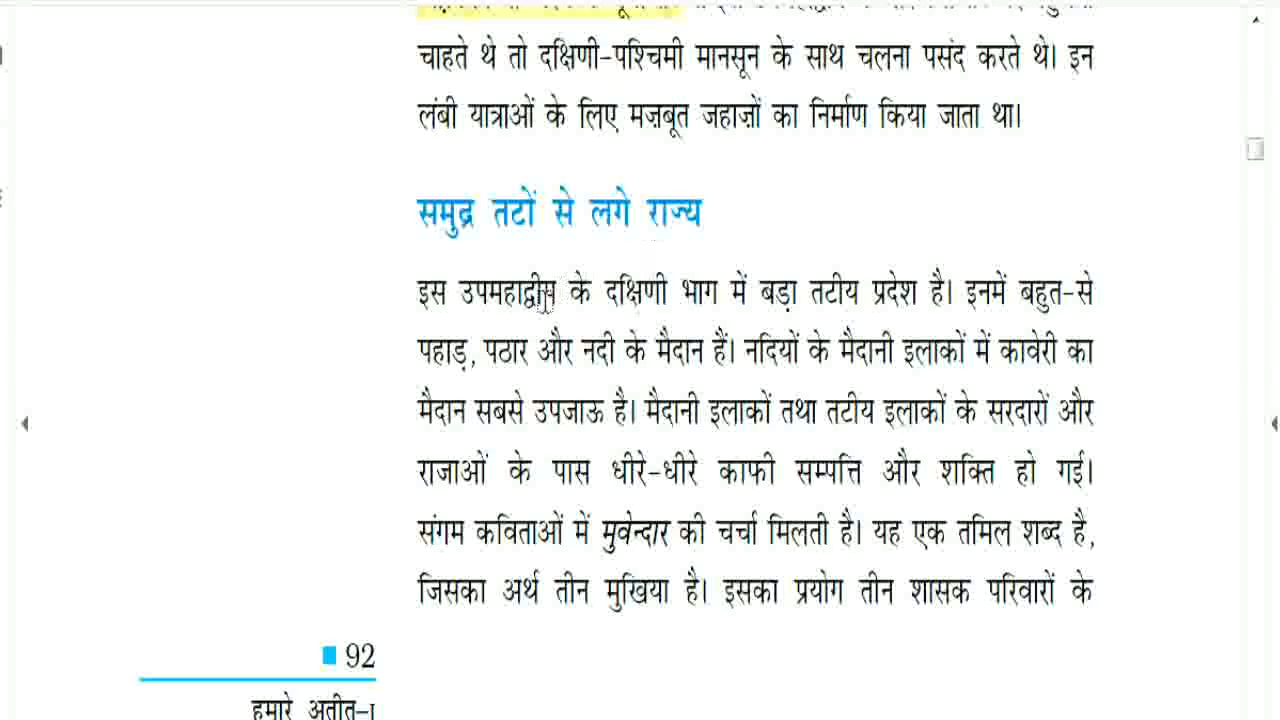 चाहते थे तो दक्षिणी-पश्चिमी मानसून के साथ चलना पसंद करते थे। इन
लंबी यात्राओं के लिए मज़बूत जहाज़ों का निर्माण किया जाता था।
समुद्र तटों से लगे राज्य
इस उपमहाद्वीप के दक्षिणी भाग में बड़ा तटीय प्रदेश है। इनमें बहुत-से
पहाड़, पठार और नदी के मैदान हैं। नदियों के मैदानी इलाकों में कावेरी का
मैदान सबसे उपजाऊ है। मैदानी इलाकों तथा तटीय इलाकों के सरदारों और
राजाओं के पास धीरे-धीरे काफी सम्पत्ति और शक्ति हो गई।
संगम कविताओं में मुवेन्दार की चर्चा मिलती है। यह एक तमिल शब्द है,
जिसका अर्थ तीन मुखिया है। इसका प्रयोग तीन शासक परिवारों के
92
हमारे अतीत-I